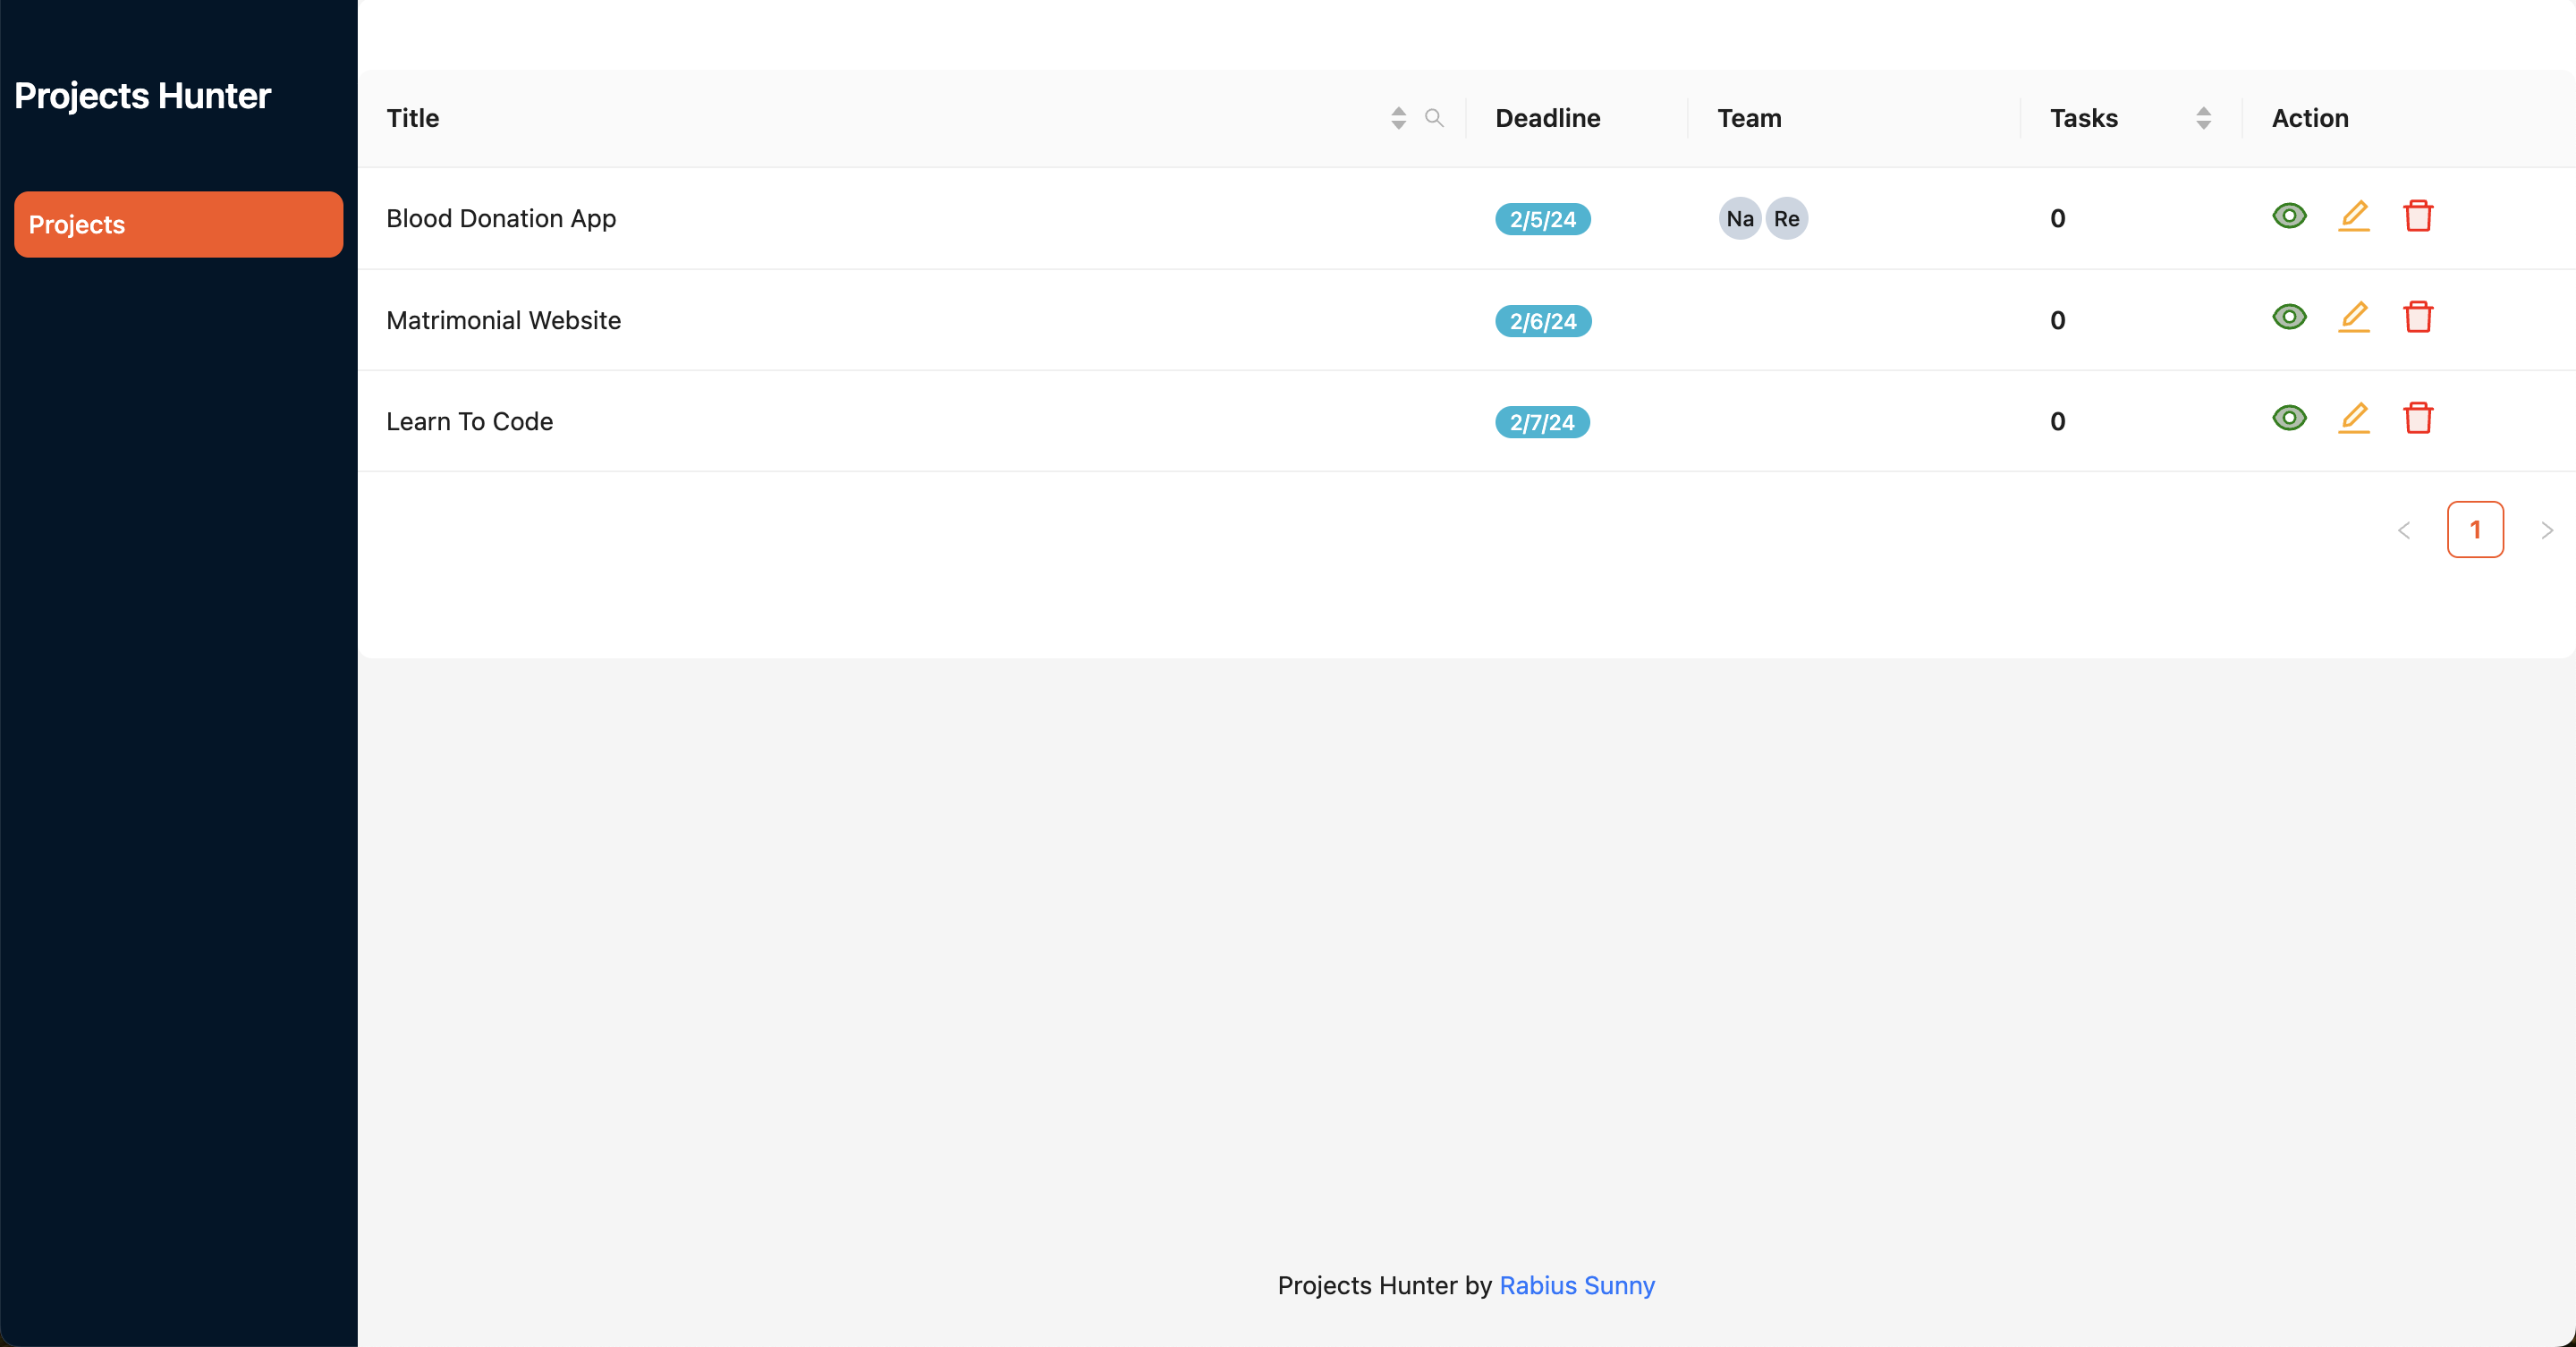 Projects Hunter
Projects
Title Deadline Team Tasks Action
Blood Donation App 2/5/24 Na Re 0
Matrimonial Website 2/6/24 0
Learn To Code 2/7/24 0
1
Projects Hunter by Rabius Sunny